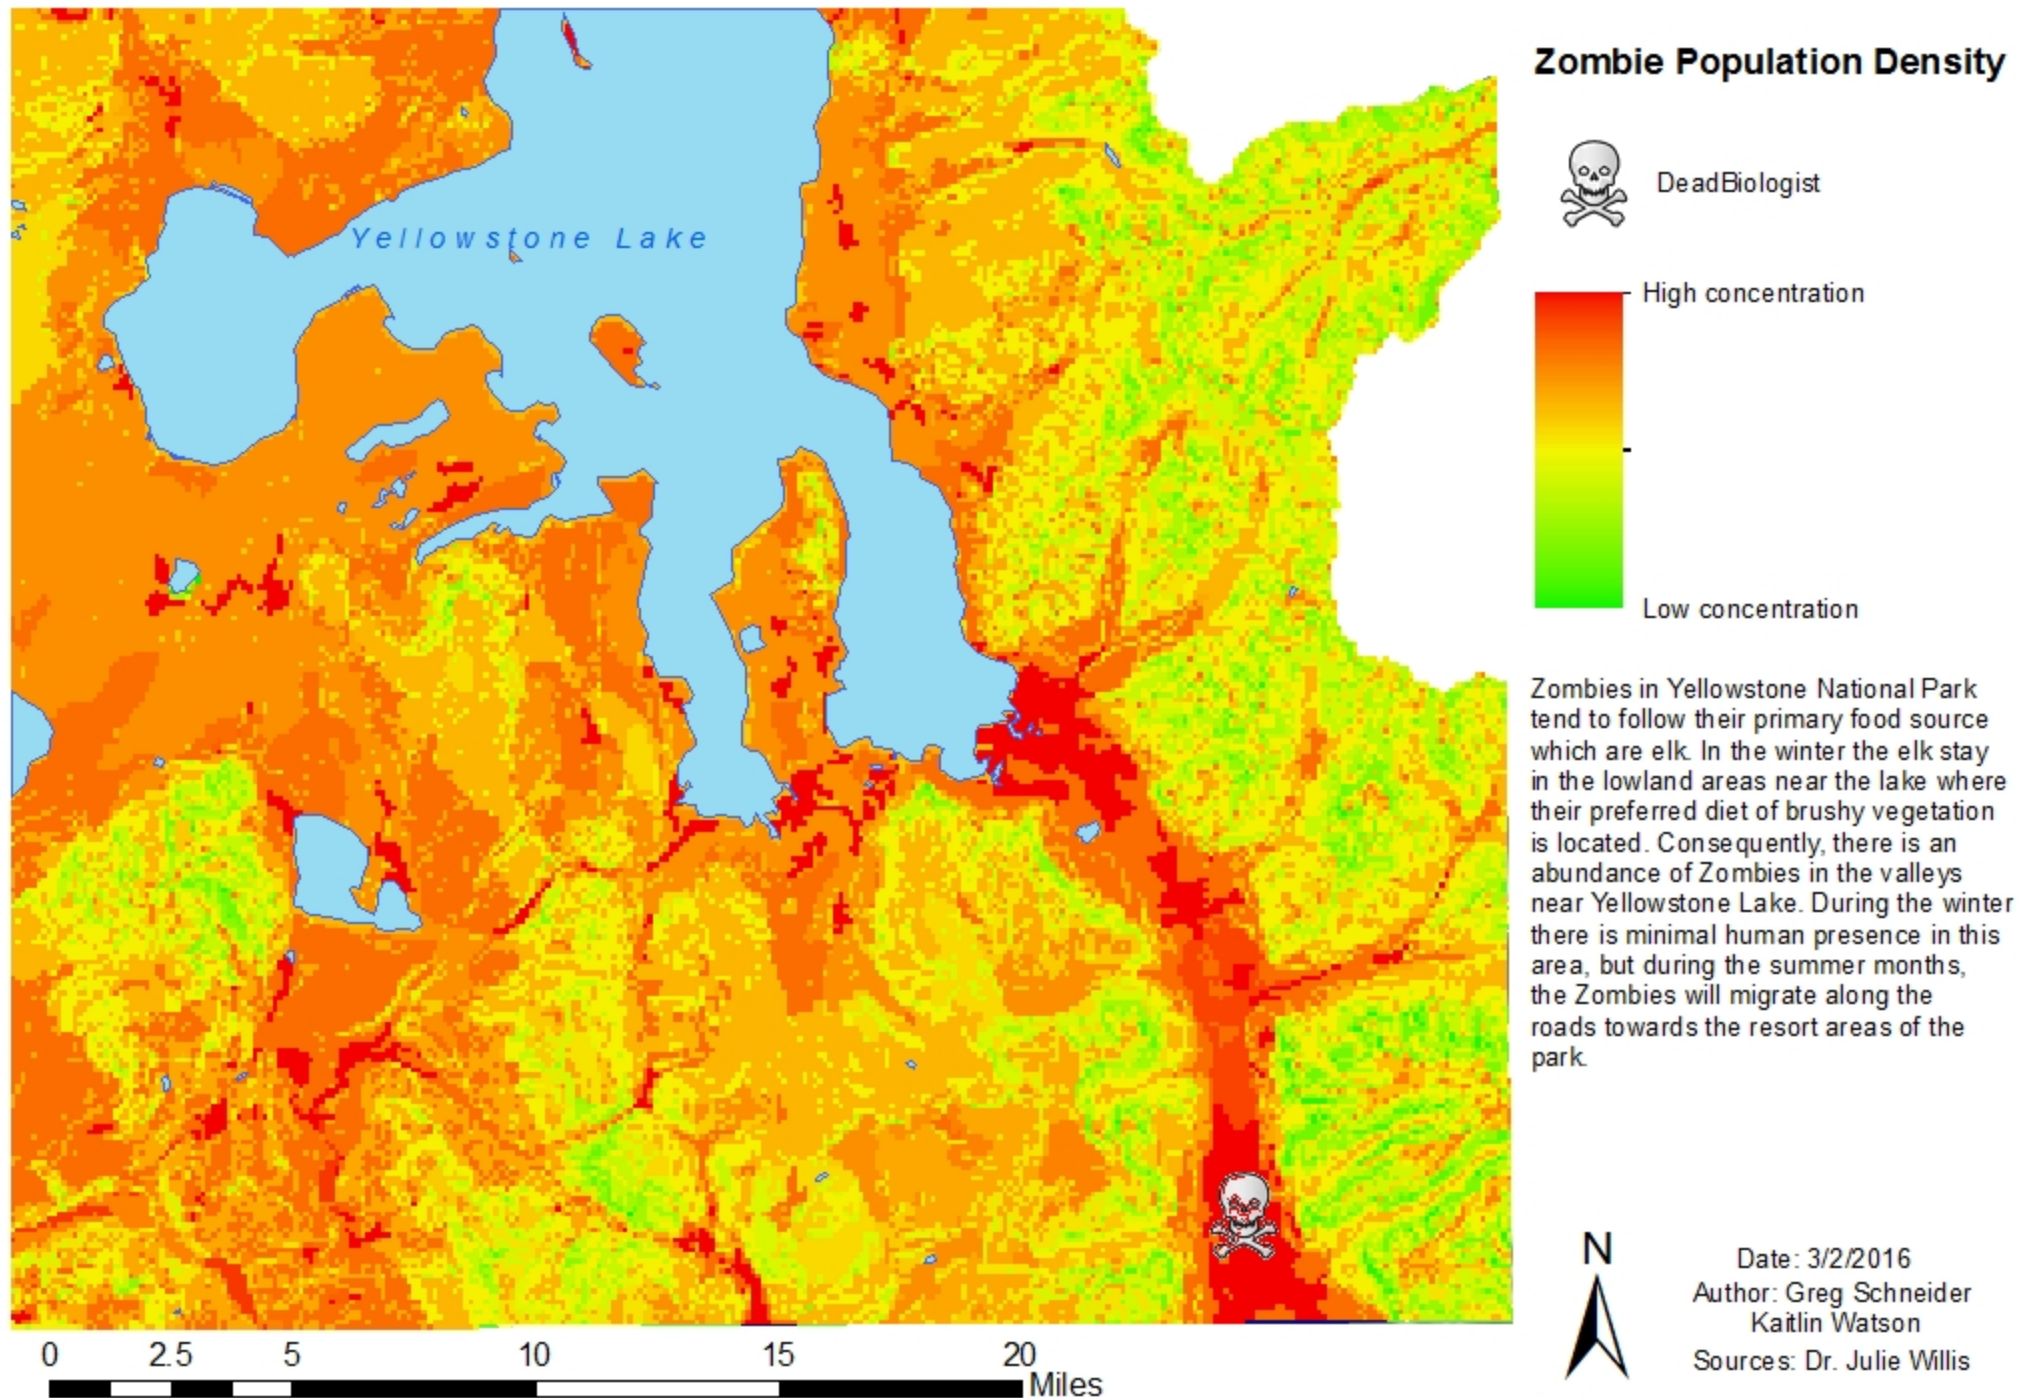 Zombie Population Density
Yellowstone Lake
DeadBiologist
High concentration
Low concentration
Zombies in Yellowstone National Park
tend to follow their primary food source
which are elk. In the winter the elk stay
in the lowland areas near the lake where
their preferred diet of brushy vegetation
is located. Consequently, there is an
abundance of Zombies in the valleys
near Yellowstone Lake. During the winter
there is minimal human presence in this
area, but during the summer months,
the Zombies will migrate along the
roads towards the resort areas of the
park.
N
Date: 3/2/2016
Author: Greg Schneider
Kaitlin Watson
Sources: Dr. Julie Willis
0 2.5 5 10 15 20
Miles